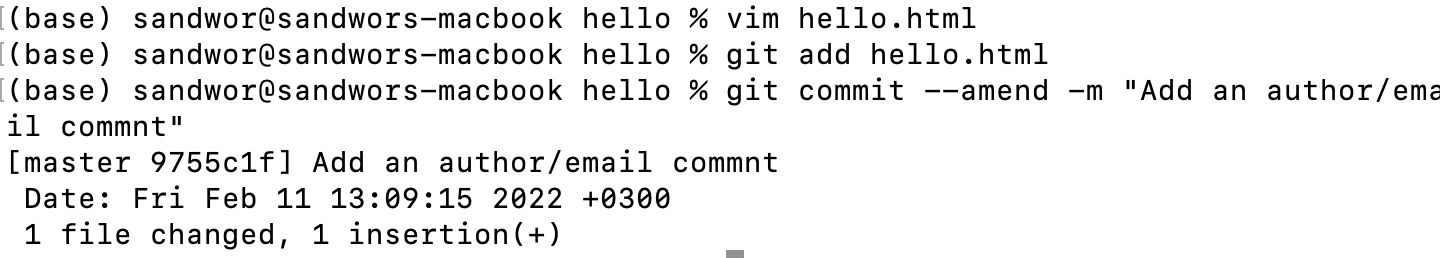 (base) sandwor@sandwors-macbook hello % vim hello.html
(base) sandwor@sandwors-macbook hello % git add hello.html
(base) sandwor@sandwors-macbook hello % git commit --amend -m "Add an author/ema
il commnt"
[master 9755c1f] Add an author/email commnt
 Date: Fri Feb 11 13:09:15 2022 +0300
 1 file changed, 1 insertion(+)